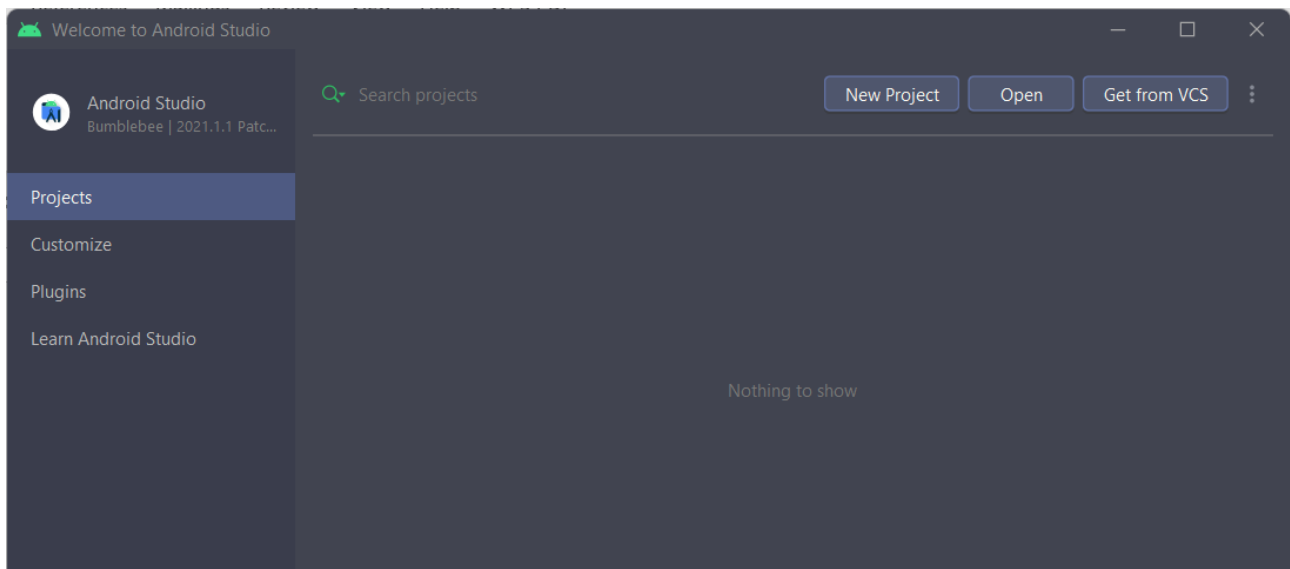 Welcome to Android Studio
Android Studio
Bumblebee | 2021.1.1 Patc...
Search projects
New Project
Open
Get from VCS
Projects
Customize
Plugins
Learn Android Studio
Nothing to show